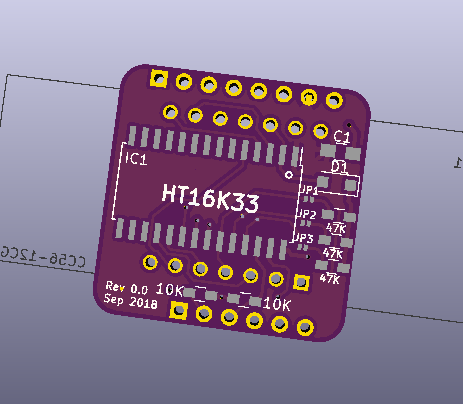 C1
IC1
D1
HT16K33
JP1
JP2
47K
JP3
47K
47K
Rev 0.0
Sep 2018
10K
10K
CC56-12CG
1